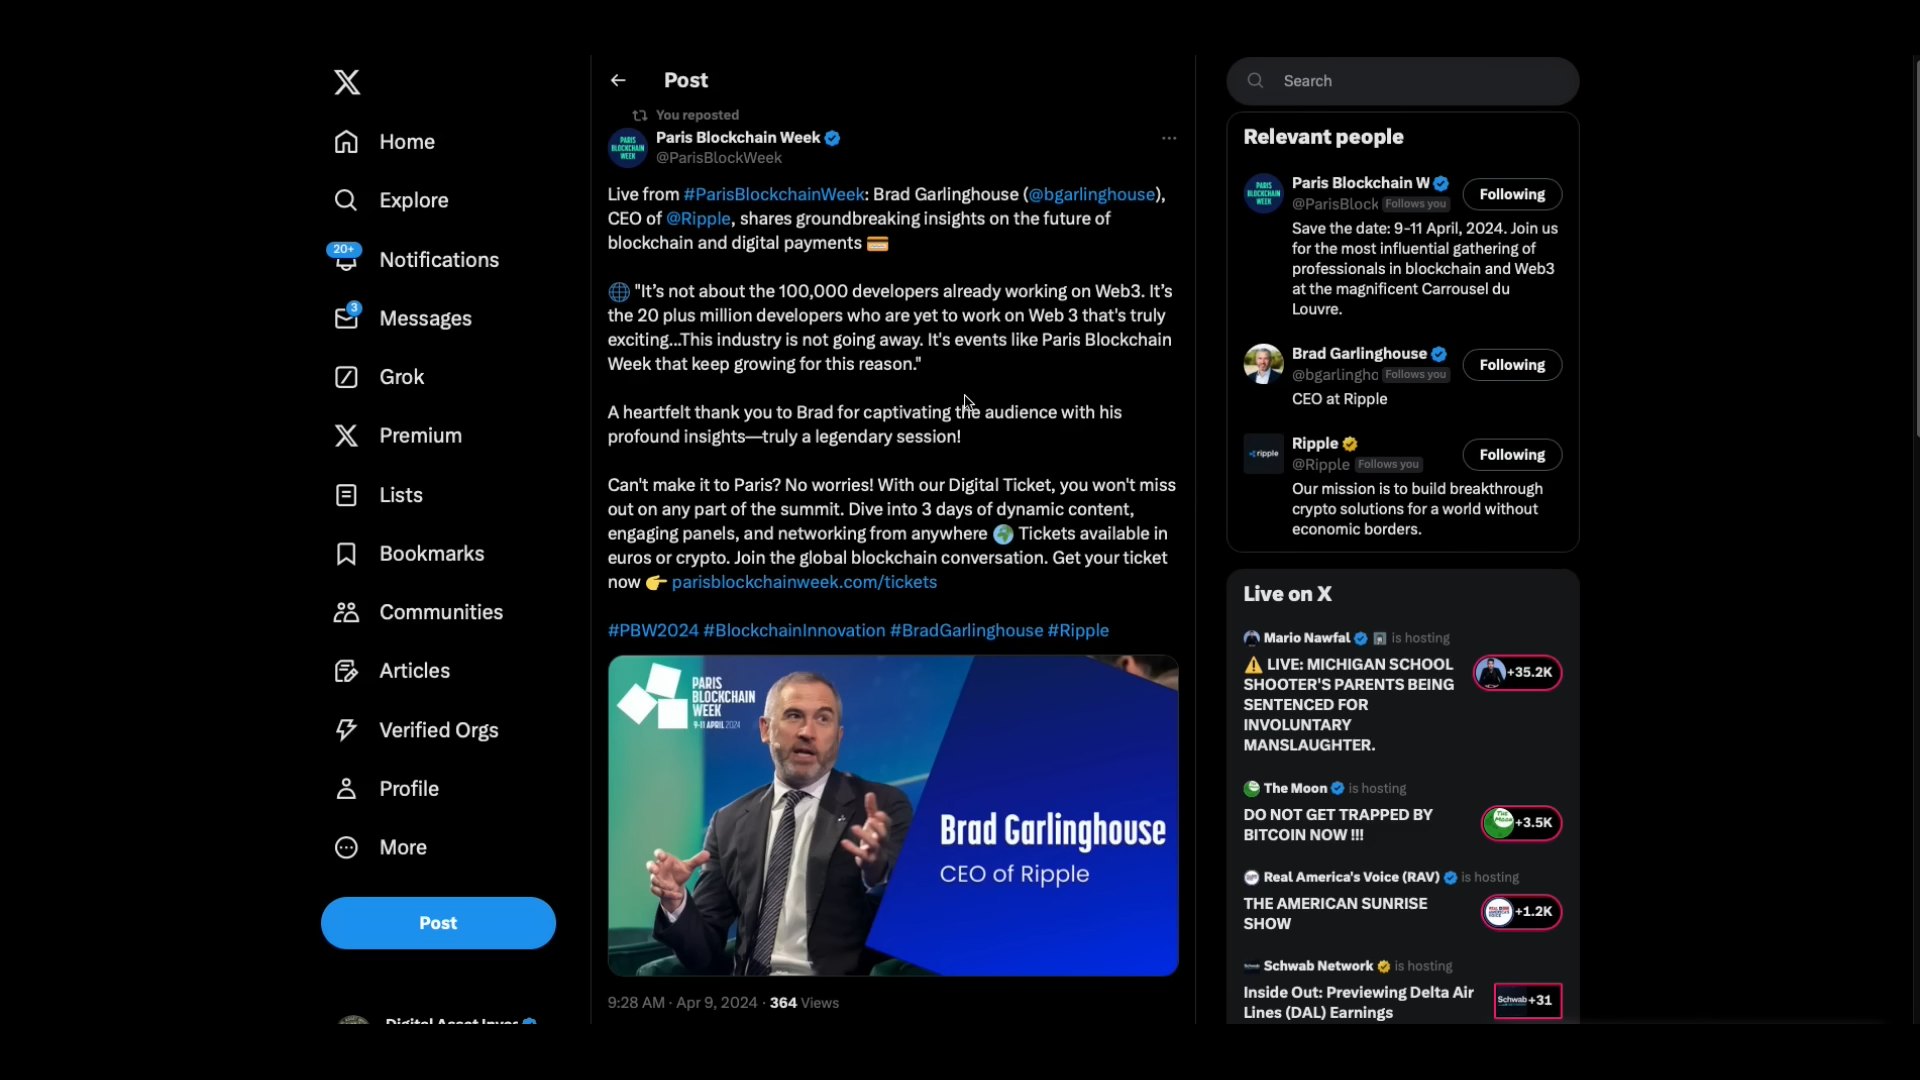 Home
Explore
20+
Notifications
3
Messages
Grok
Premium
Lists
Bookmarks
Communities
Articles
Verified Orgs
Profile
More
Post
Post
You reposted
PARIS
BLOCKCHAIN
WEEK
Paris Blockchain Week
@ParisBlockWeek
Live from #ParisBlockchainWeek: Brad Garlinghouse (@bgarlinghouse),
CEO of @Ripple, shares groundbreaking insights on the future of
blockchain and digital payments 💳
🌐 "It’s not about the 100,000 developers already working on Web3. It’s
the 20 plus million developers who are yet to work on Web 3 that's truly
exciting...This industry is not going away. It's events like Paris Blockchain
Week that keep growing for this reason."
A heartfelt thank you to Brad for captivating the audience with his
profound insights—truly a legendary session!
Can't make it to Paris? No worries! With our Digital Ticket, you won't miss
out on any part of the summit. Dive into 3 days of dynamic content,
engaging panels, and networking from anywhere 🌍 Tickets available in
euros or crypto. Join the global blockchain conversation. Get your ticket
now 👉 parisblockchainweek.com/tickets
#PBW2024 #BlockchainInnovation #BradGarlinghouse #Ripple
PARIS
BLOCKCHAIN
WEEK
9-11 APRIL 2024
Brad Garlinghouse
CEO of Ripple
9:28 AM · Apr 9, 2024 · 364 Views
Search
Relevant people
PARIS
BLOCKCHAIN
WEEK
Paris Blockchain W
@ParisBlock Follows you
Following
Save the date: 9-11 April, 2024. Join us
for the most influential gathering of
professionals in blockchain and Web3
at the magnificent Carrousel du
Louvre.
Brad Garlinghouse
@bgarlingho Follows you
Following
CEO at Ripple
ripple
Ripple
@Ripple Follows you
Following
Our mission is to build breakthrough
crypto solutions for a world without
economic borders.
Live on X
Mario Nawfal is hosting
⚠️ LIVE: MICHIGAN SCHOOL
SHOOTER'S PARENTS BEING
SENTENCED FOR
INVOLUNTARY
MANSLAUGHTER.
+35.2K
The Moon is hosting
DO NOT GET TRAPPED BY
BITCOIN NOW !!!
The Moon
+3.5K
Real America's Voice (RAV) is hosting
THE AMERICAN SUNRISE
SHOW
+1.2K
Schwab Network is hosting
Inside Out: Previewing Delta Air
Lines (DAL) Earnings
Schwab
+31